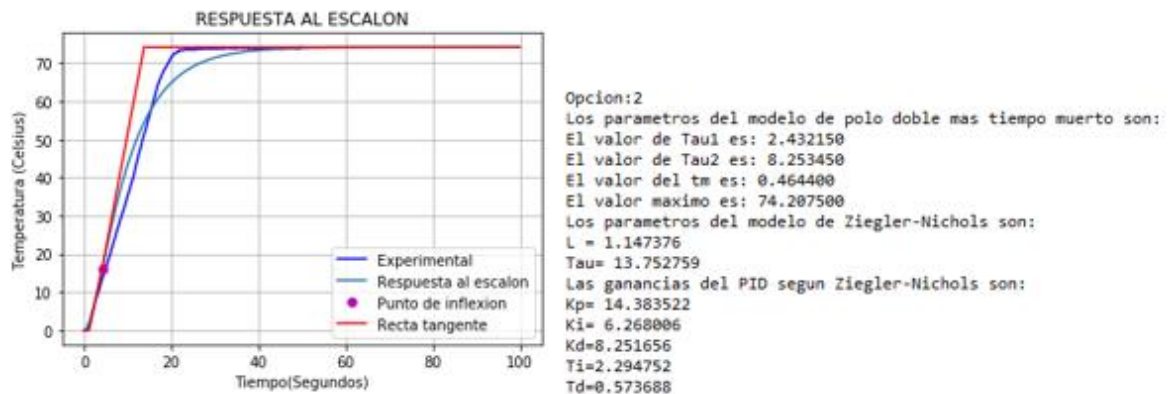 RESPUESTA AL ESCALON
70
60
50
40
30
20
10
0
Temperatura (Celsius)
Experimental
Respuesta al escalon
Punto de inflexion
Recta tangente
0 20 40 60 80 100
Tiempo(Segundos)
Opcion:2
Los parametros del modelo de polo doble mas tiempo muerto son:
El valor de Tau1 es: 2.432150
El valor de Tau2 es: 8.253450
El valor del tm es: 0.464400
El valor maximo es: 74.207500
Los parametros del modelo de Ziegler-Nichols son:
L = 1.147376
Tau= 13.752759
Las ganancias del PID segun Ziegler-Nichols son:
Kp= 14.383522
Ki= 6.268006
Kd=8.251656
Ti=2.294752
Td=0.573688